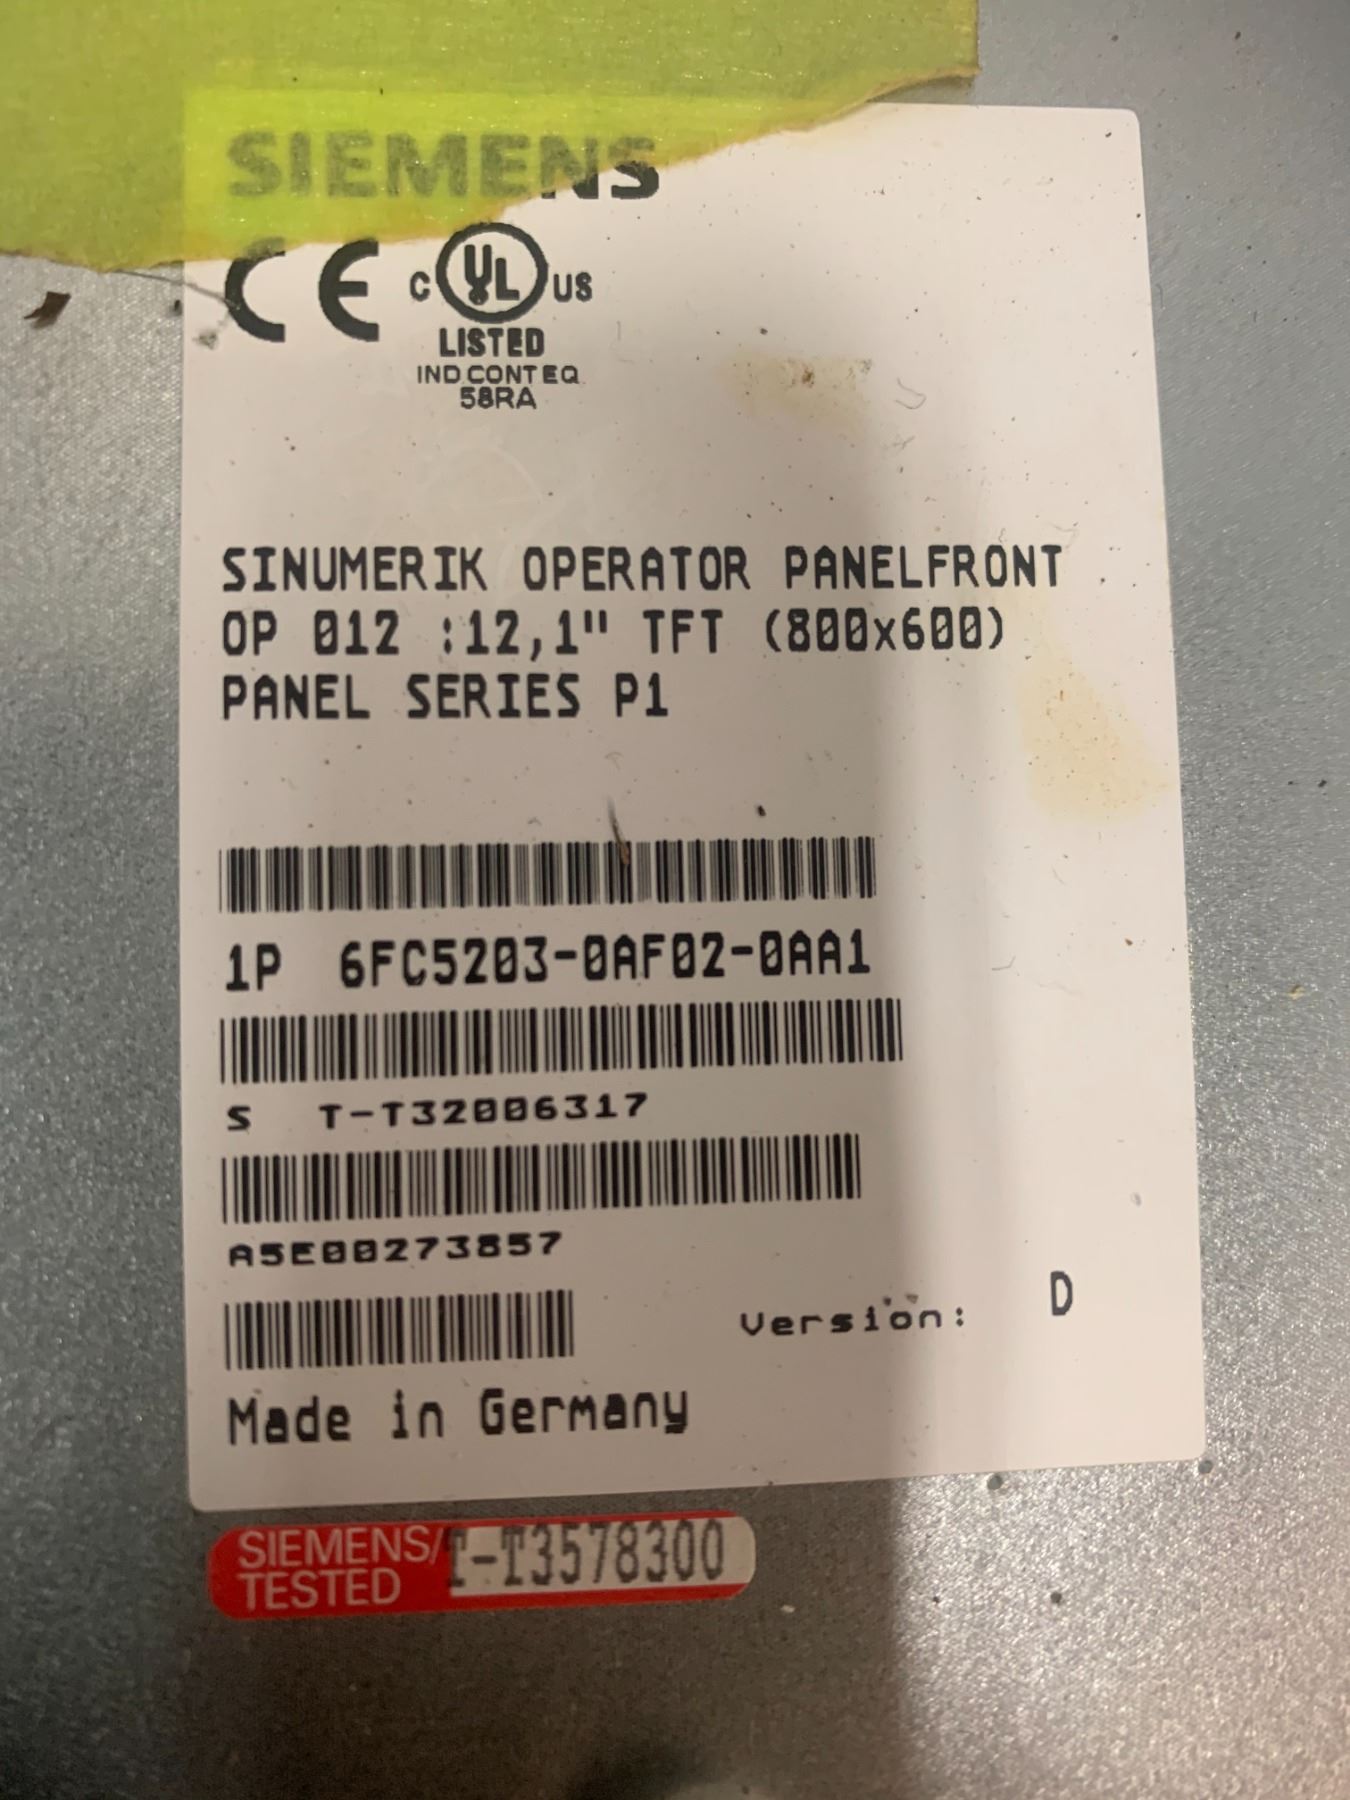 SIEMENS
CE C UL US
LISTED
IND.CONT.EQ.
58RA
SINUMERIK OPERATOR PANELFRONT
OP 012 :12,1" TFT (800x600)
PANEL SERIES P1
1P 6FC5203-0AF02-0AA1
S T-T32006317
A5E00273857
Version: D
Made in Germany
SIEMENS/ T-T3578300
TESTED